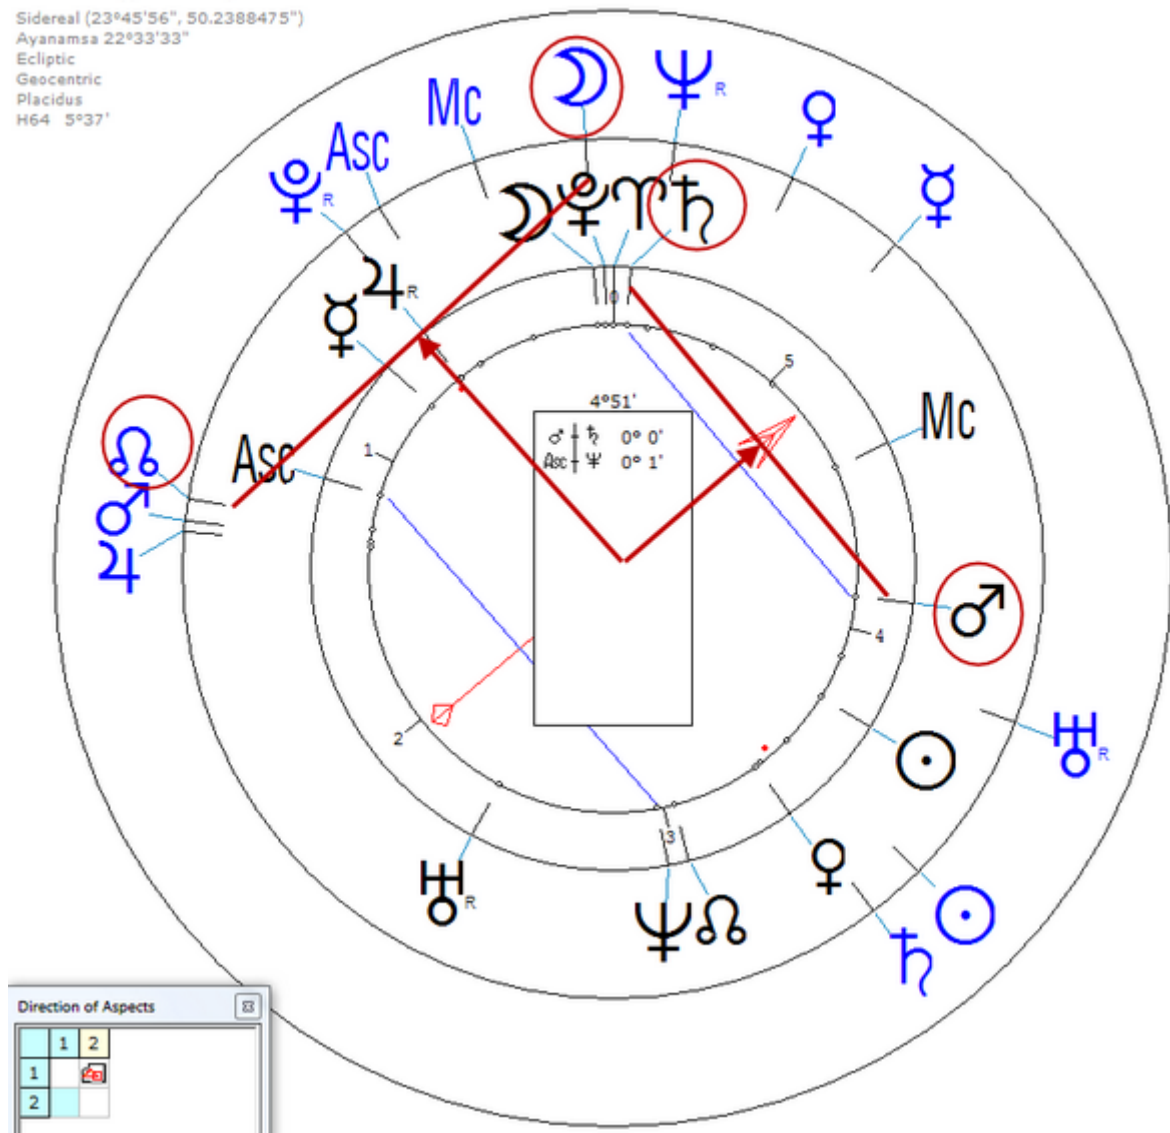 Sidereal (23°45'56", 50.2388475")
Ayanamsa 22°33'33"
Ecliptic
Geocentric
Placidus
H64 5°37'
Mc
☽
♆ R
♀
Asc
♇ R
☿
☽ ♇ ♈ ♄
♃ R
☿
0
5
4°51'
♂ ♄ 0° 0'
Asc ♆ 0° 1'
Mc
☊
Asc
1
♂
♃
♂
4
♅ R
☉
2
3
♀
♅ R
♆ ☊
☉
♄
Direction of Aspects
1 2
1
2